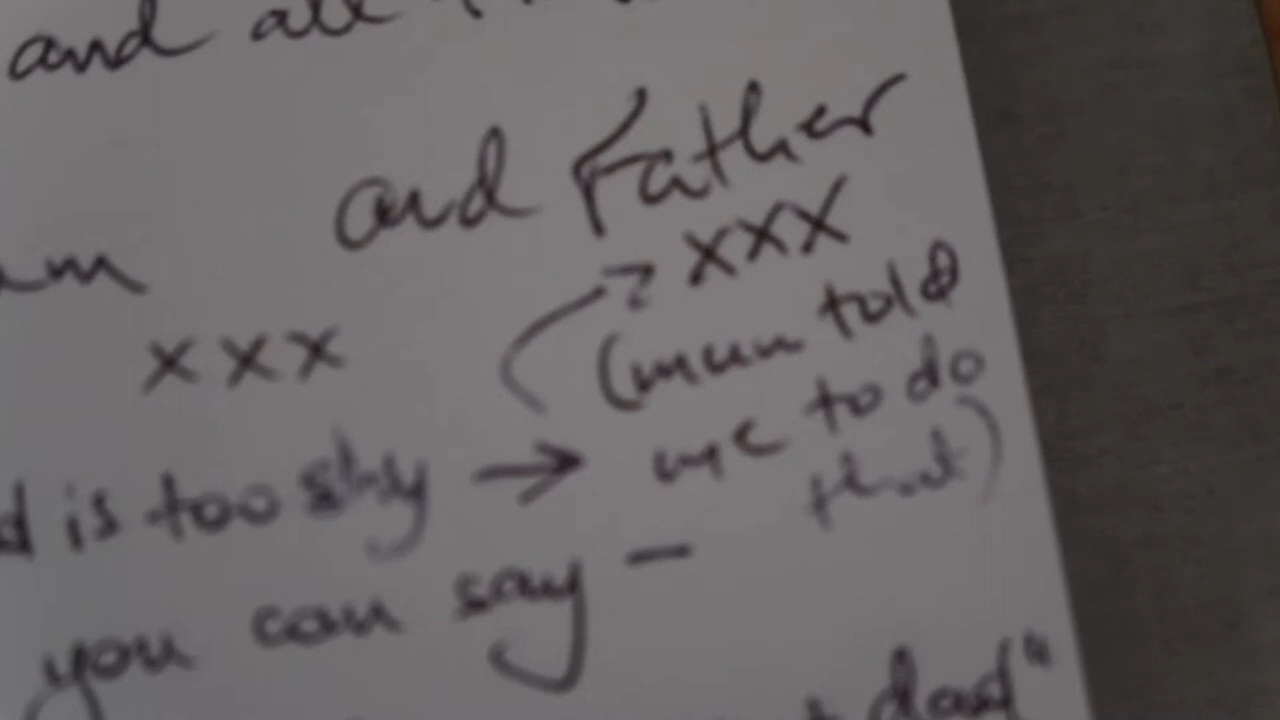 and all
and Father
xxx
xxx
(mum told
me to do
that)
is too shy →
you can say —
dad"